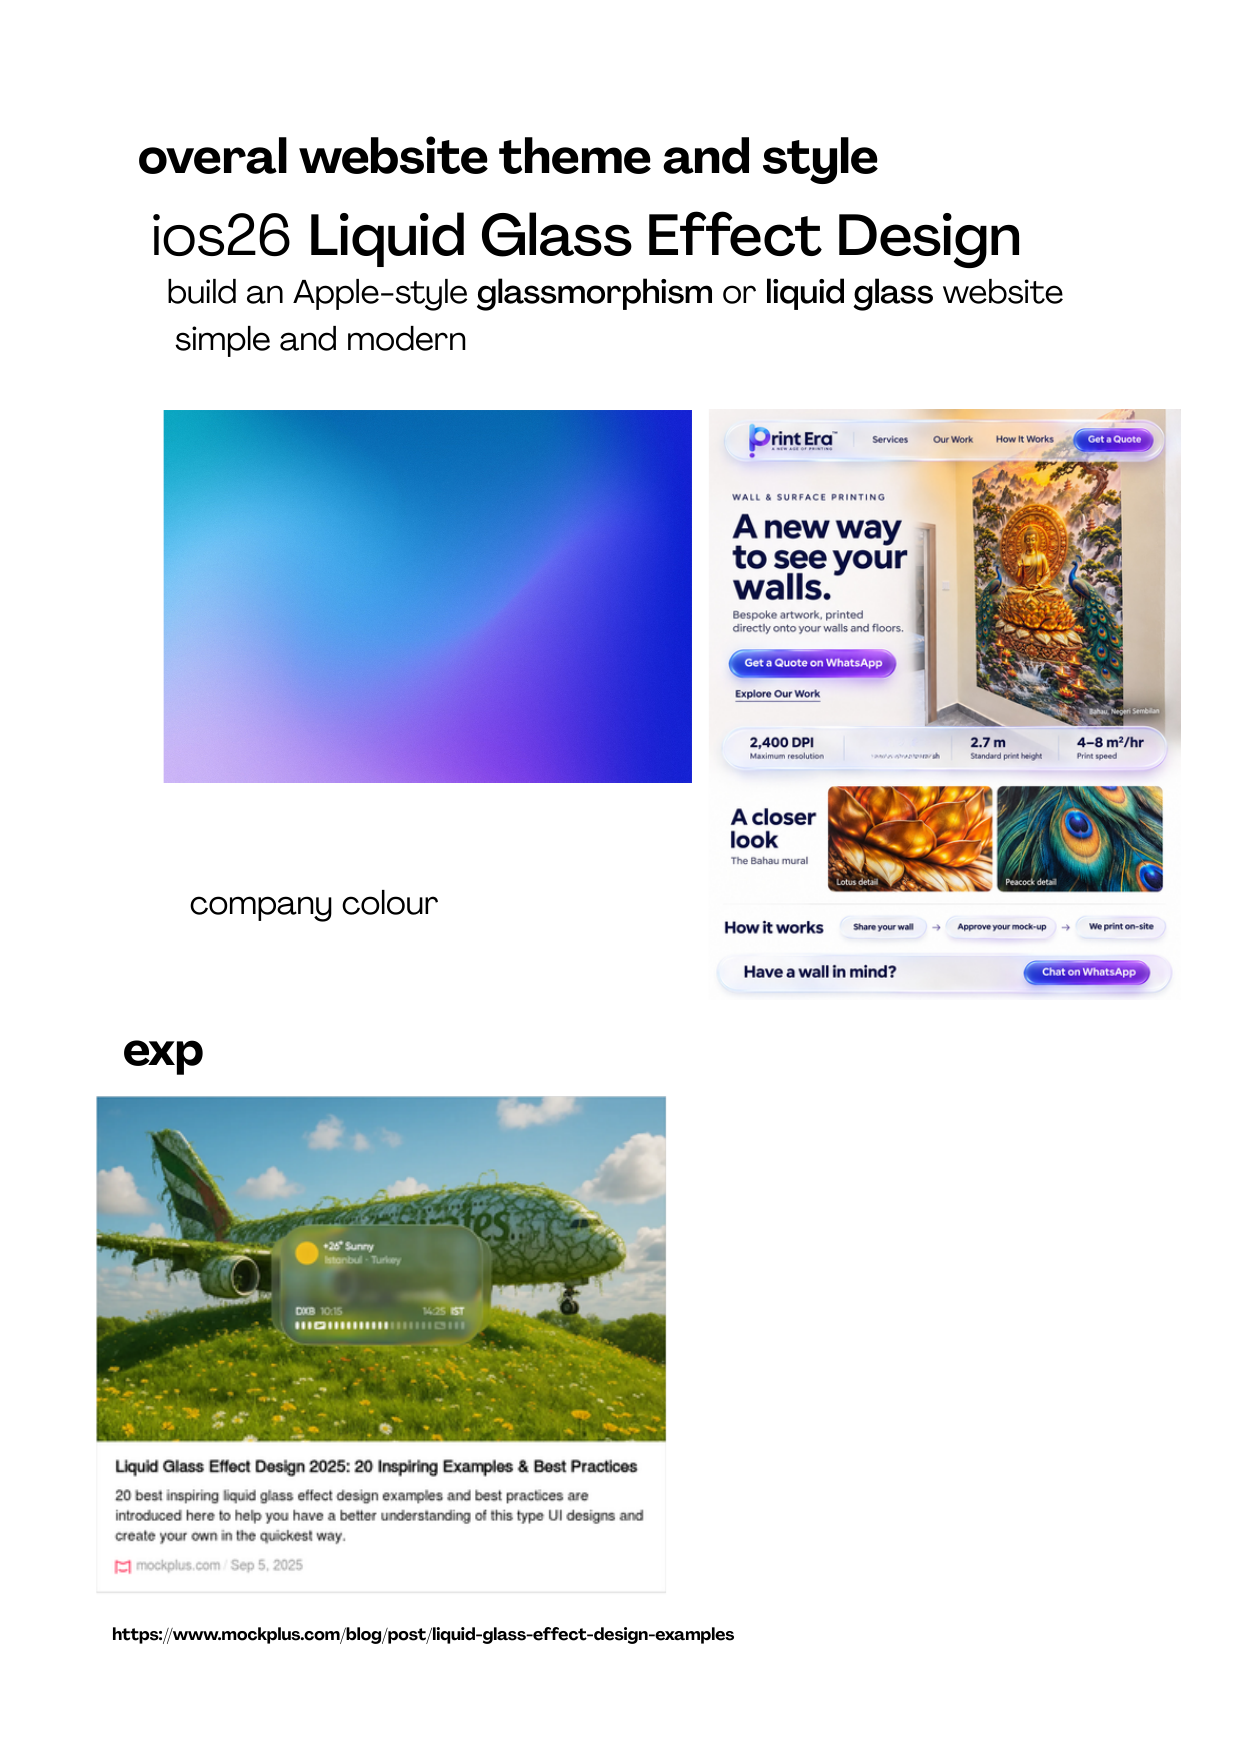 overal website theme and style
ios26 Liquid Glass Effect Design
build an Apple-style glassmorphism or liquid glass website
simple and modern
Print Era™
A NEW AGE OF PRINTING
Services
Our Work
How It Works
Get a Quote
WALL & SURFACE PRINTING
A new way
to see your
walls.
Bespoke artwork, printed
directly onto your walls and floors.
Get a Quote on WhatsApp
Explore Our Work
Bahau, Negeri Sembilan
2,400 DPI
Maximum resolution
2.7 m
Standard print height
4–8 m²/hr
Print speed
A closer
look
The Bahau mural
Lotus detail
Peacock detail
How it works
Share your wall
→
Approve your mock-up
→
We print on-site
Have a wall in mind?
Chat on WhatsApp
company colour
exp
+26° Sunny
Istanbul - Turkey
DXB 10:15
14:25 IST
Liquid Glass Effect Design 2025: 20 Inspiring Examples & Best Practices
20 best inspiring liquid glass effect design examples and best practices are
introduced here to help you have a better understanding of this type UI designs and
create your own in the quickest way.
mockplus.com / Sep 5, 2025
https://www.mockplus.com/blog/post/liquid-glass-effect-design-examples